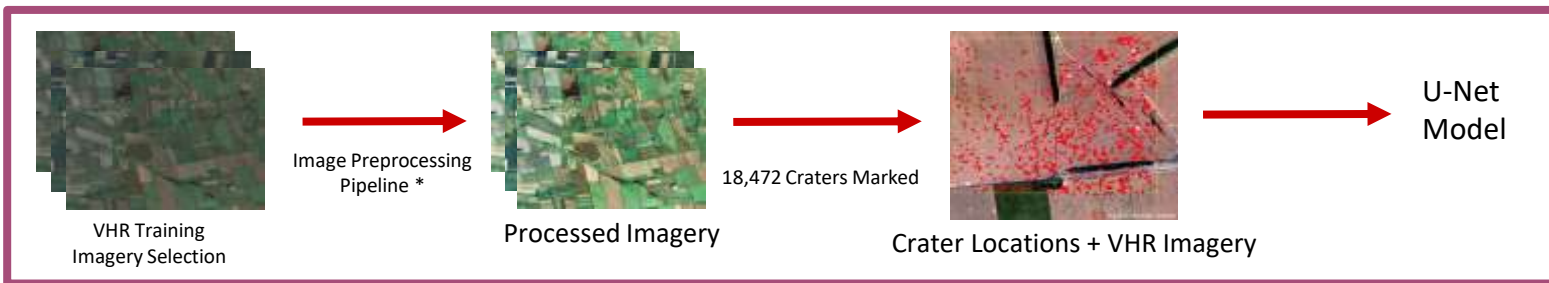 VHR Training
Imagery Selection
Image Preprocessing
Pipeline *
Processed Imagery
18,472 Craters Marked
Crater Locations + VHR Imagery
U-Net
Model